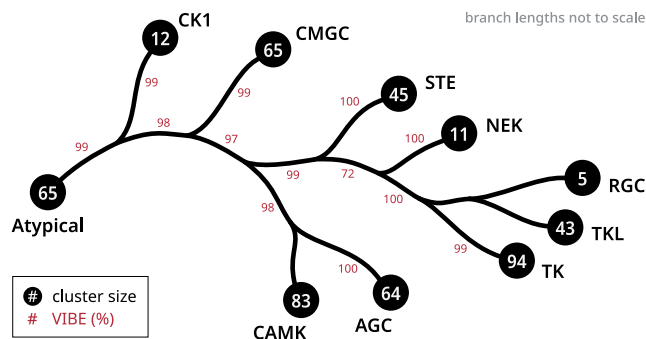 branch lengths not to scale
CK1
12
CMGC
65
99
99
100
45
STE
98
97
100
11
NEK
99
99
72
100
5
RGC
65
Atypical
98
43
TKL
99
94
TK
100
83
CAMK
64
AGC
# cluster size
# VIBE (%)